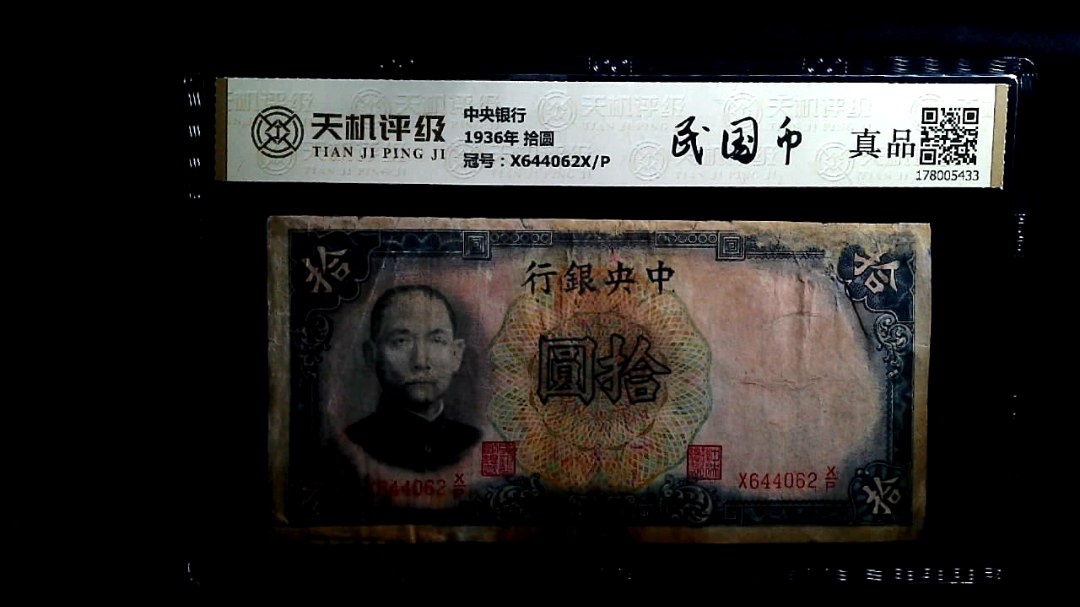 天机评级
TIAN JI PING JI
中央银行
1936年 拾圆
冠号：X644062X/P
民国币
真品
178005433
拾
拾
行銀央中
圓拾
644062 X/P
X644062 X/P
拾